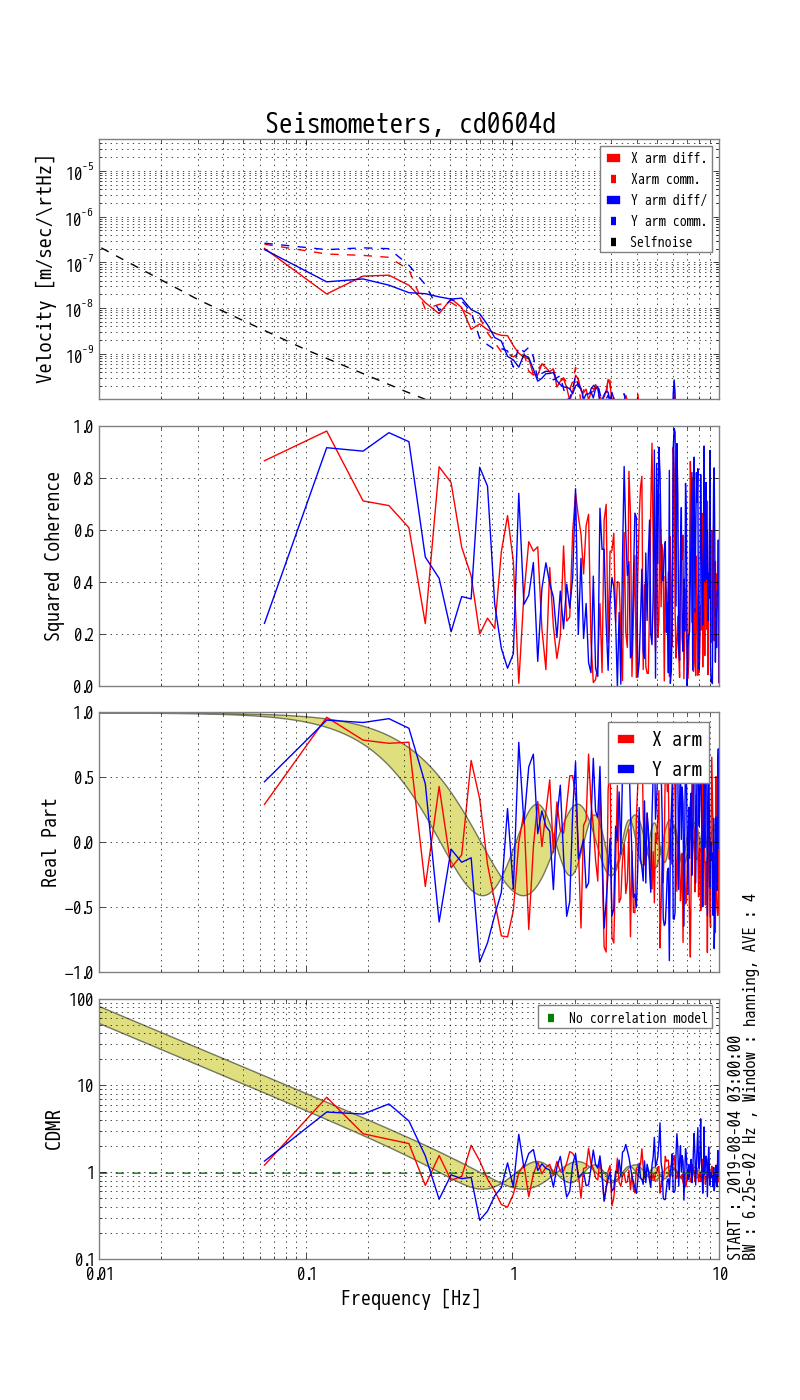 Seismometers, cd0604d
Velocity [m/sec/\rtHz]
10^-5
10^-6
10^-7
10^-8
10^-9
X arm diff.
Xarm comm.
Y arm diff/
Y arm comm.
Selfnoise
Squared Coherence
1.0
0.8
0.6
0.4
0.2
0.0
Real Part
1.0
0.5
0.0
−0.5
−1.0
X arm
Y arm
CDMR
100
10
1
0.1
No correlation model
0.01
0.1
1
10
Frequency [Hz]
START : 2019-08-04 03:00:00
BW : 6.25e-02 Hz , Window : hanning, AVE : 4